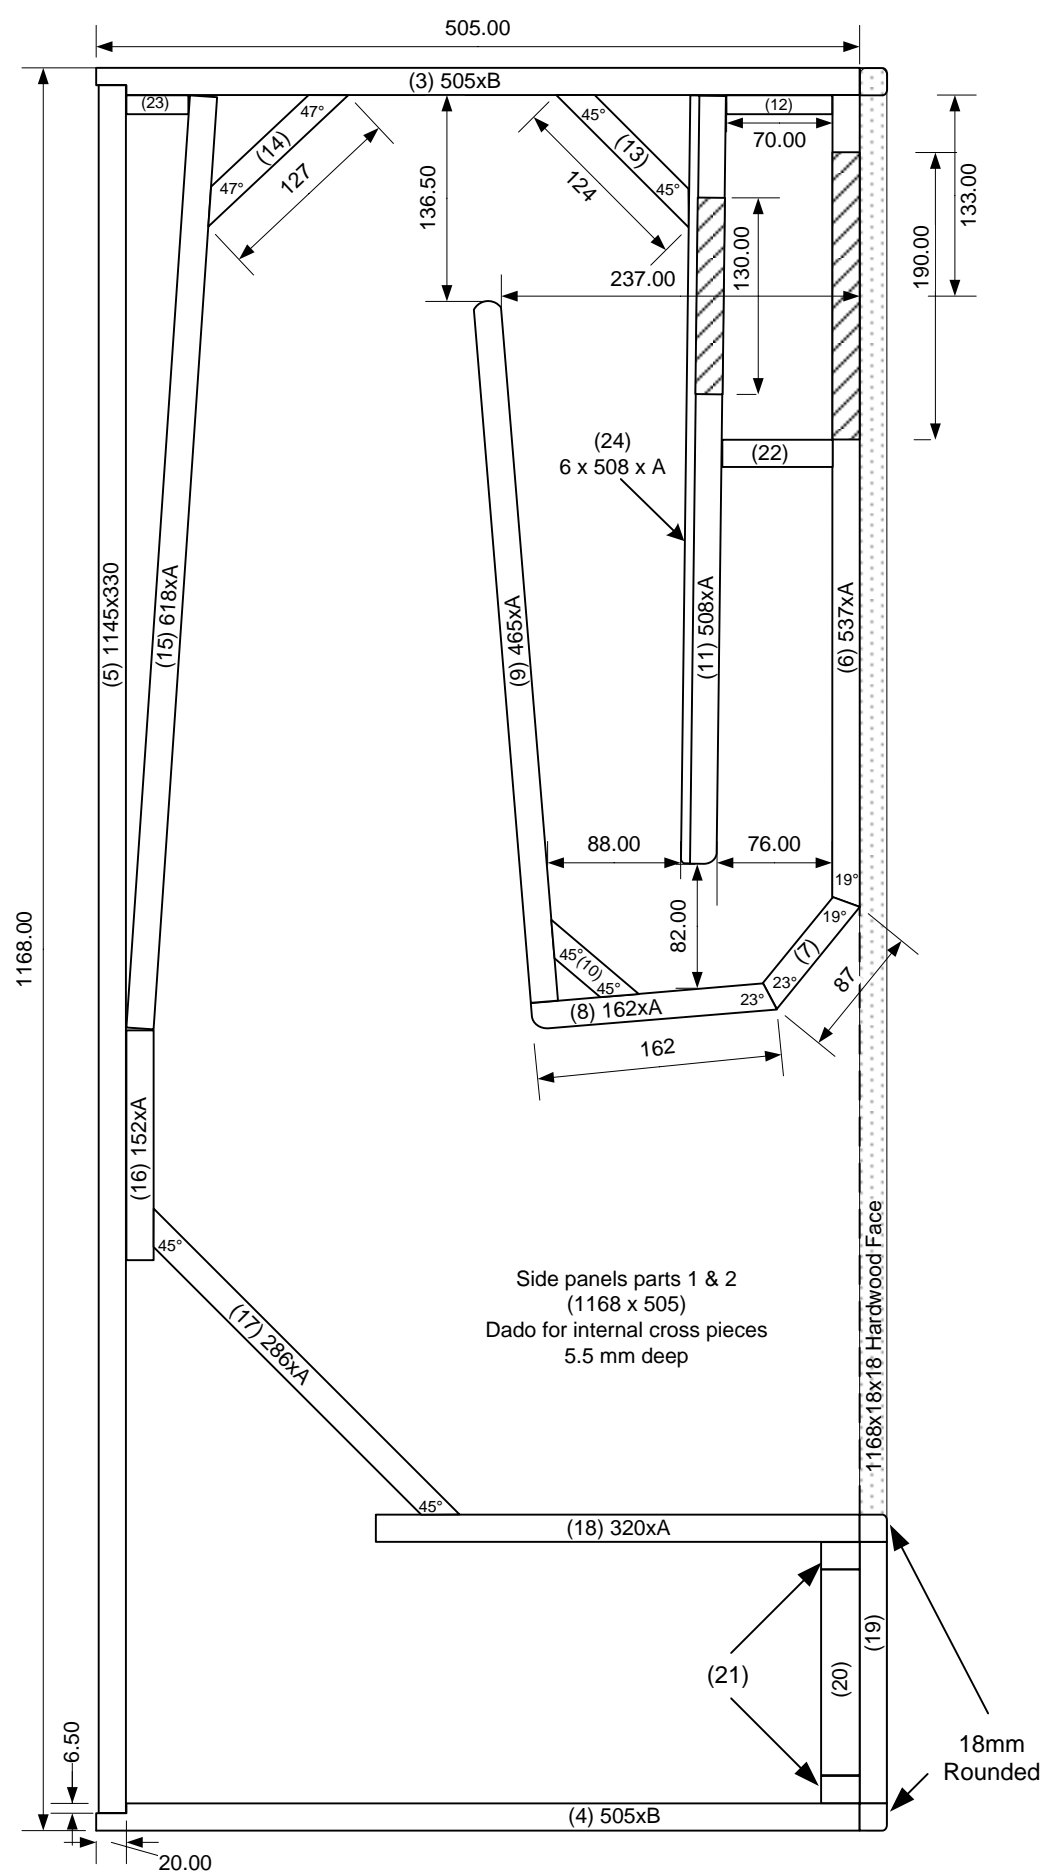 505.00
(3) 505xB
(23)
(12)
47°
(14)
47°
127
45°
(13)
45°
124
70.00
136.50
133.00
190.00
130.00
237.00
(24)
6 x 508 x A
(22)
(5) 1145x330
(15) 618xA
(9) 465xA
(11) 508xA
(6) 537xA
88.00
76.00
82.00
19°
19°
(7)
23°
23°
87
45°
(10)
45°
(8) 162xA
162
1168.00
(16) 152xA
45°
(17) 286xA
45°
Side panels parts 1 & 2
(1168 x 505)
Dado for internal cross pieces
5.5 mm deep
1168x18x18 Hardwood Face
(18) 320xA
(21)
(20)
(19)
18mm
Rounded
6.50
(4) 505xB
20.00